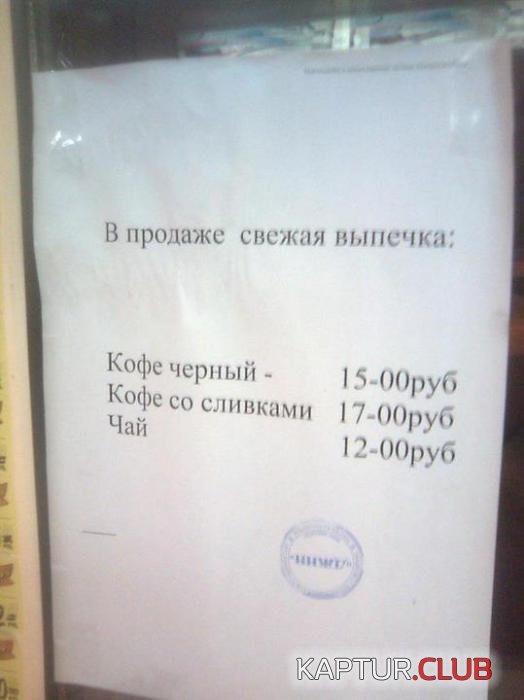 В продаже свежая выпечка:
Кофе черный - 15-00руб
Кофе со сливками 17-00руб
Чай 12-00руб
KAPTUR.CLUB